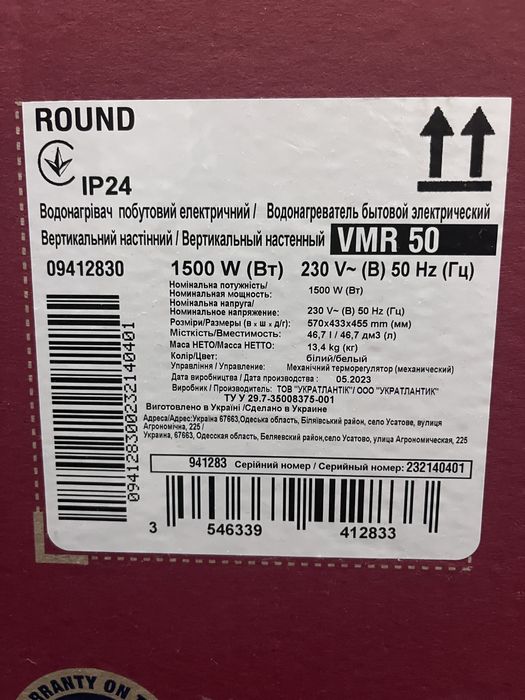 ROUND
IP24
Водонагрівач побутовий електричний / Водонагреватель бытовой электрический
Вертикальний настінний / Вертикальный настенный VMR 50
09412830 1500 W (Вт) 230 V~ (В) 50 Hz (Гц)
Номінальна потужність/
Номинальная мощность: 1500 W (Вт)
Номінальна напруга/
Номинальное напряжение: 230 V~ (В) 50 Hz (Гц)
Розміри/Размеры (в х ш х д/г): 570x433x455 mm (мм)
Місткість/Вместимость: 46,7 l / 46,7 дм3 (л)
Маса НЕТО/Масса НЕТТО: 13,4 kg (кг)
Колір/Цвет: білий/белый
Управління / Управление: Механічний терморегулятор (механический)
Дата виробництва / Дата производства : 05.2023
Виробник / Производитель: ТОВ "УКРАТЛАНТІК" / ООО "УКРАТЛАНТИК"
ТУ У 29.7-35008375-001
Виготовлено в Україні /Сделано в Украине
Адреса/Адрес:Україна 67663,Одеська область, Біляївський район, село Усатове, вулиця
Агрономічна, 225 /
Украина, 67663, Одесская область, Беляевский район,село Усатово, улица Агрономическая, 225
941283 Серійний номер / Серийный номер: 232140401
09412830023214040​1
3 546339 412833
RRANTY ON T